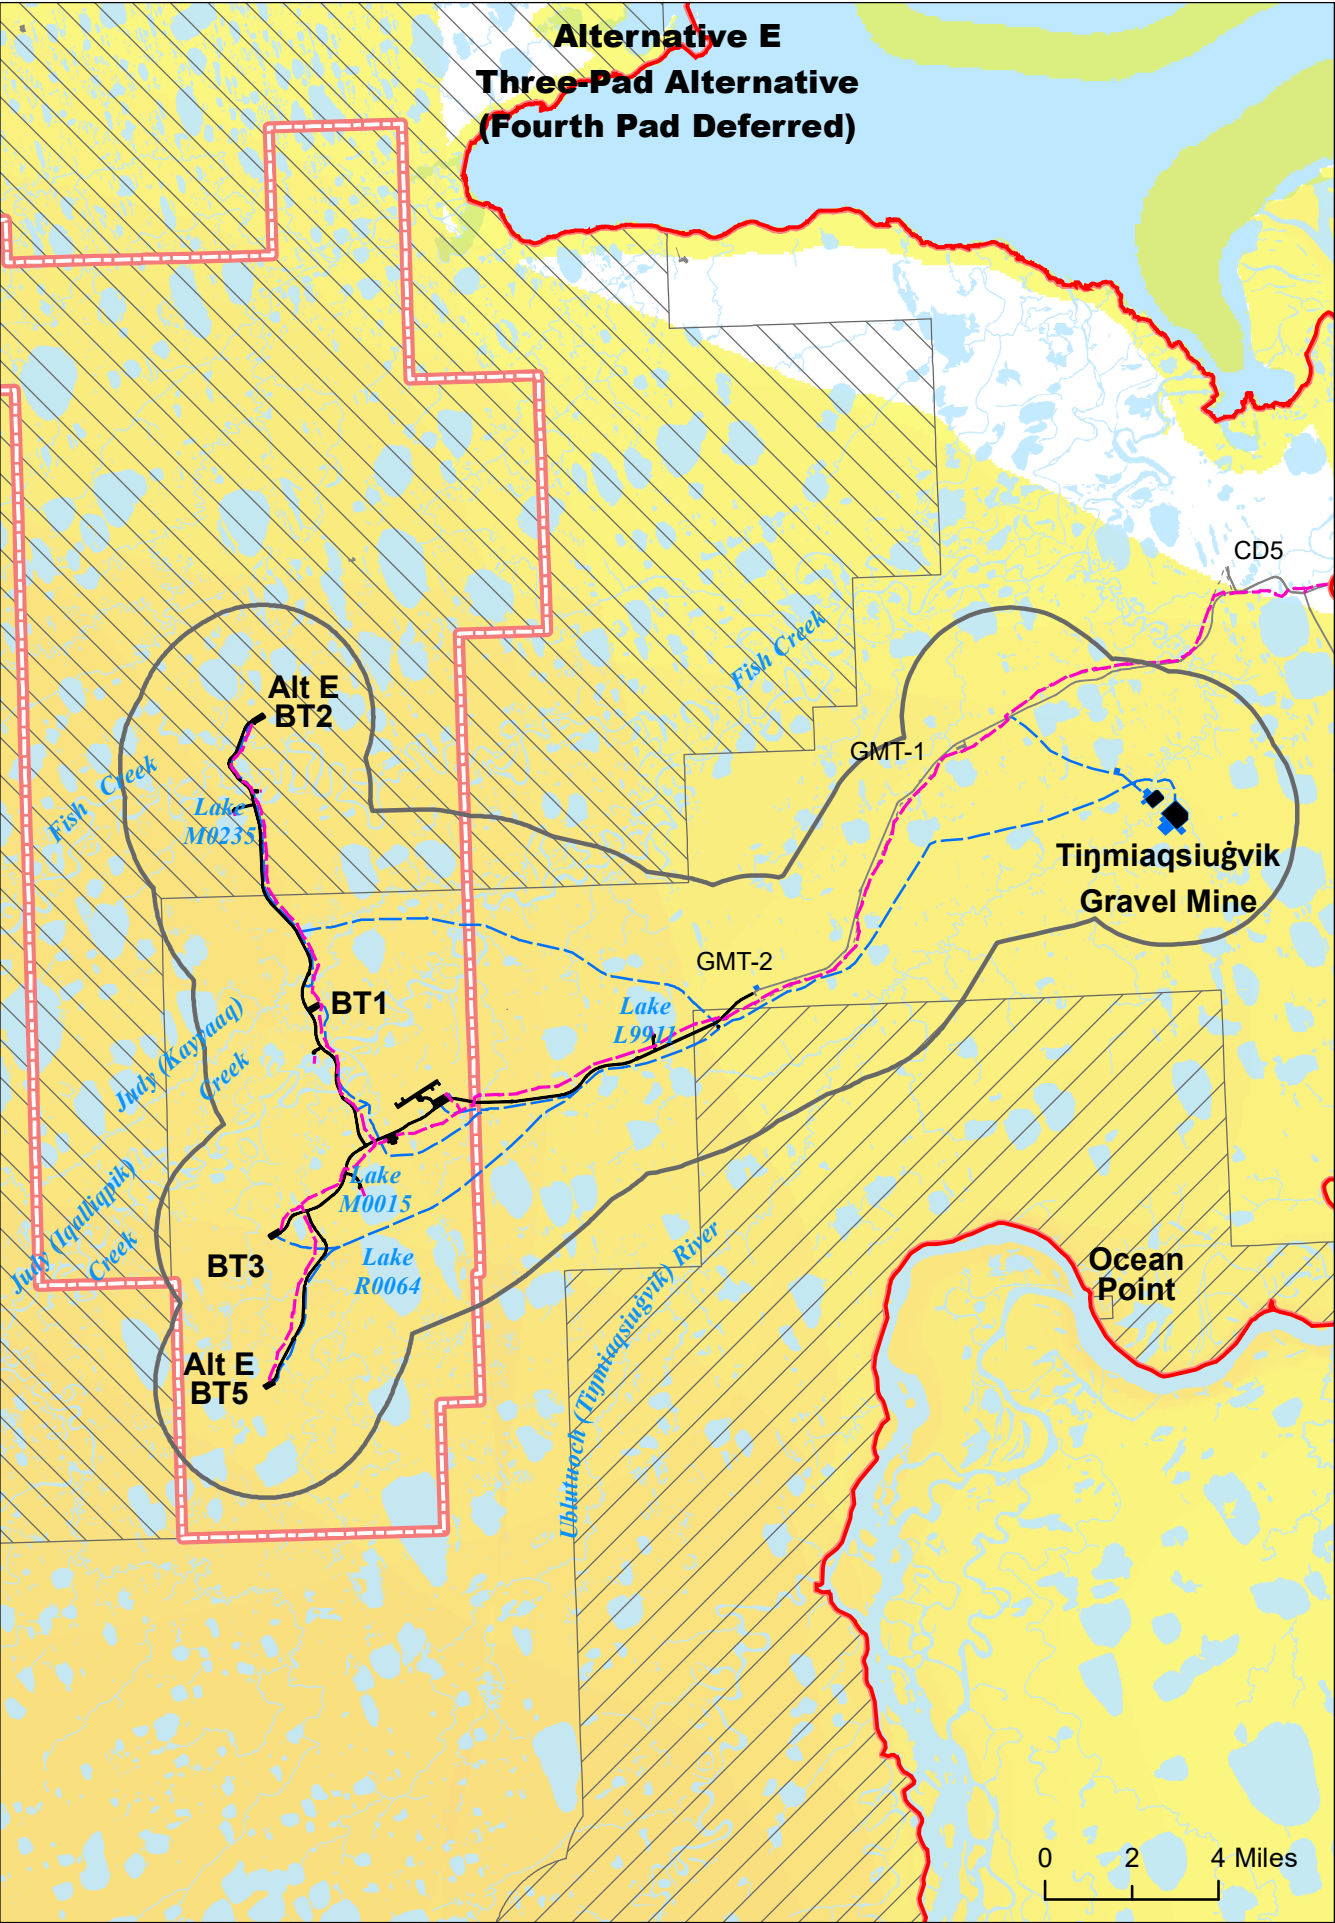 Alternative E
Three-Pad Alternative
(Fourth Pad Deferred)
CD5
Fish Creek
Alt E
BT2
GMT-1
Fish Creek
Lake
M0235
Tiŋmiaqsiuġvik
Gravel Mine
GMT-2
BT1
Lake
L9911
Judy (Kayyaaq)
Creek
Lake
M0015
Judy (Iqalliqpik)
Creek
BT3
Lake
R0064
Ublutuoch (Tiŋmiaqsiuġvik) River
Ocean
Point
Alt E
BT5
0 2 4 Miles